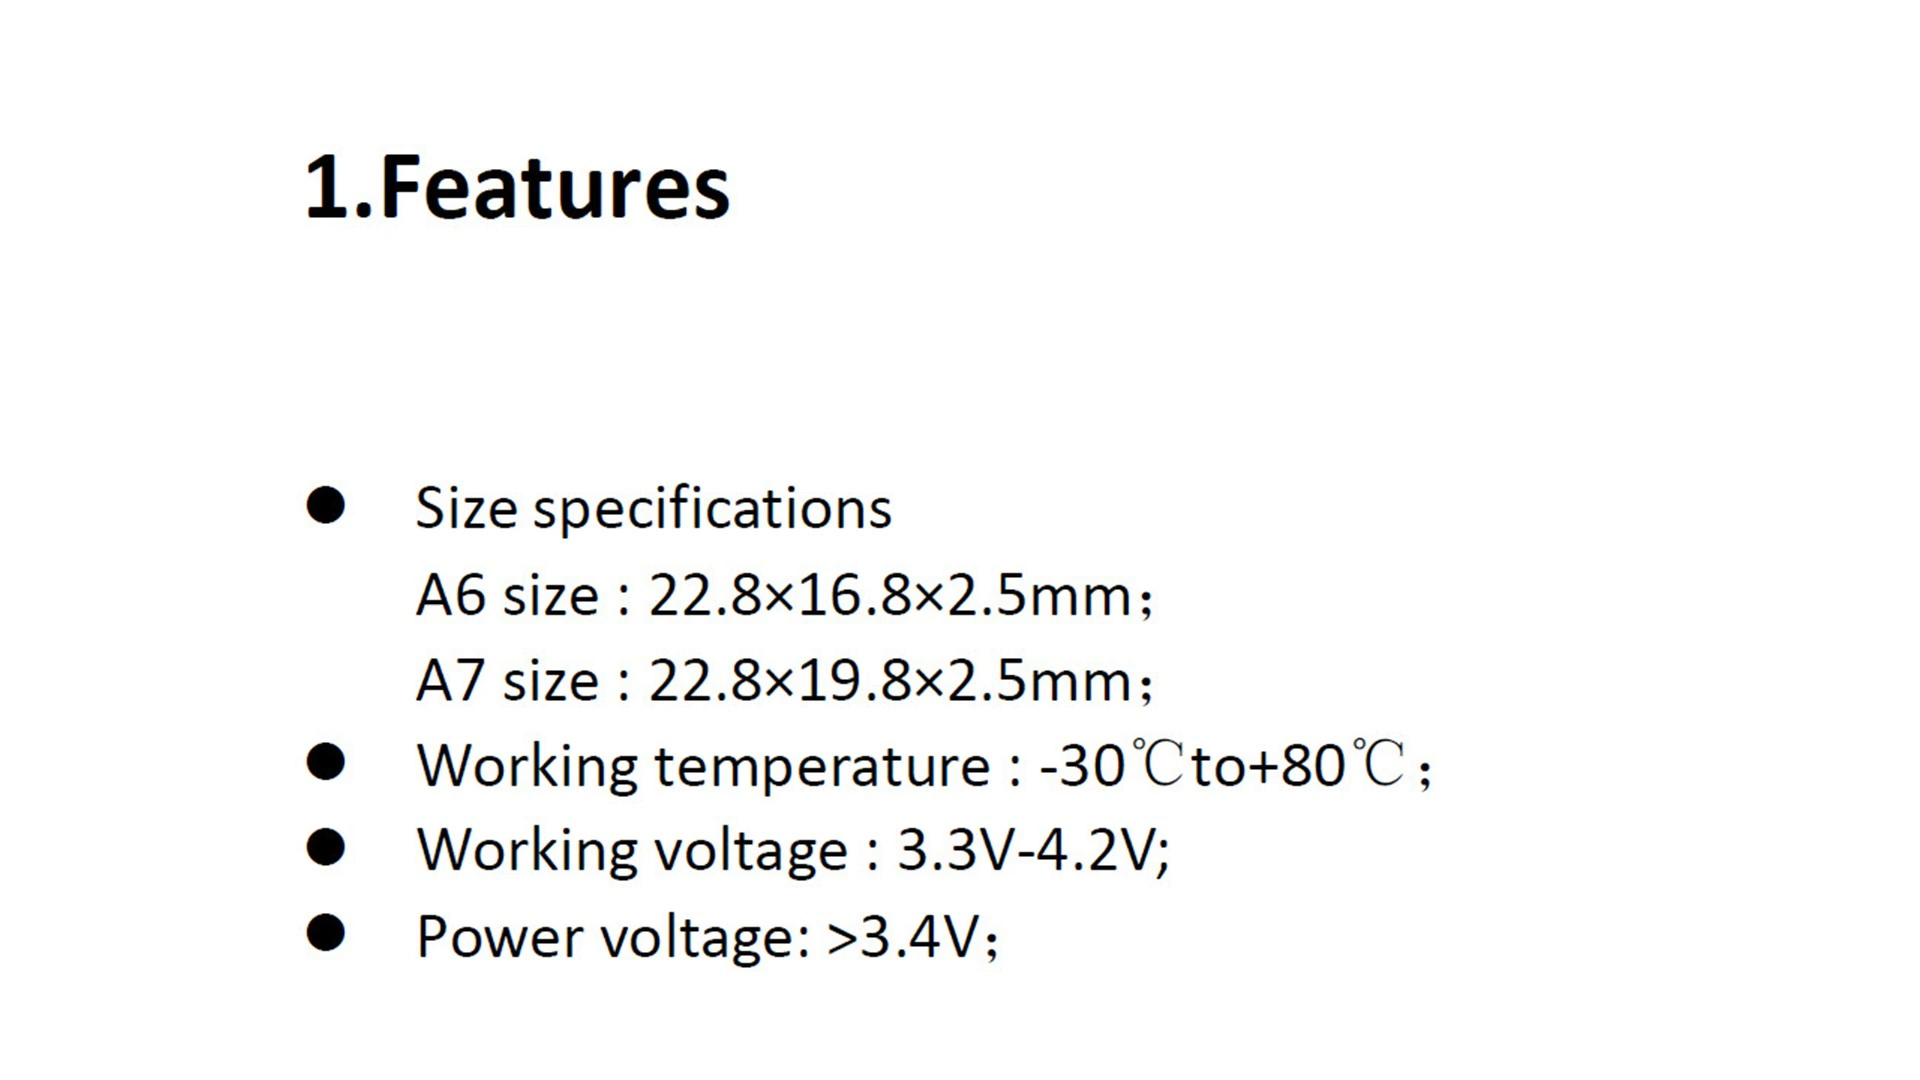 1.Features
● Size specifications
A6 size : 22.8×16.8×2.5mm；
A7 size : 22.8×19.8×2.5mm；
● Working temperature : -30℃to+80℃；
● Working voltage : 3.3V-4.2V;
● Power voltage: >3.4V；